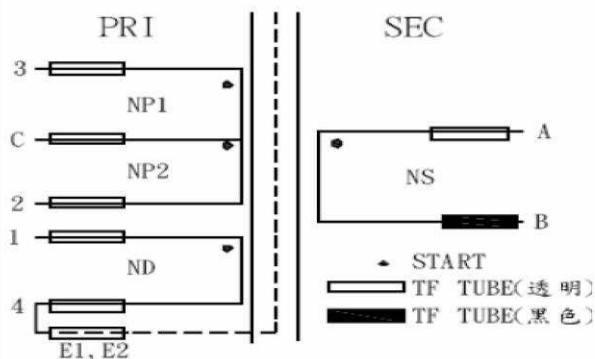 PRI
SEC
3
NP1
C
NP2
2
1
ND
4
E1, E2
A
NS
B
START
TF TUBE(透明)
TF TUBE(黑色)